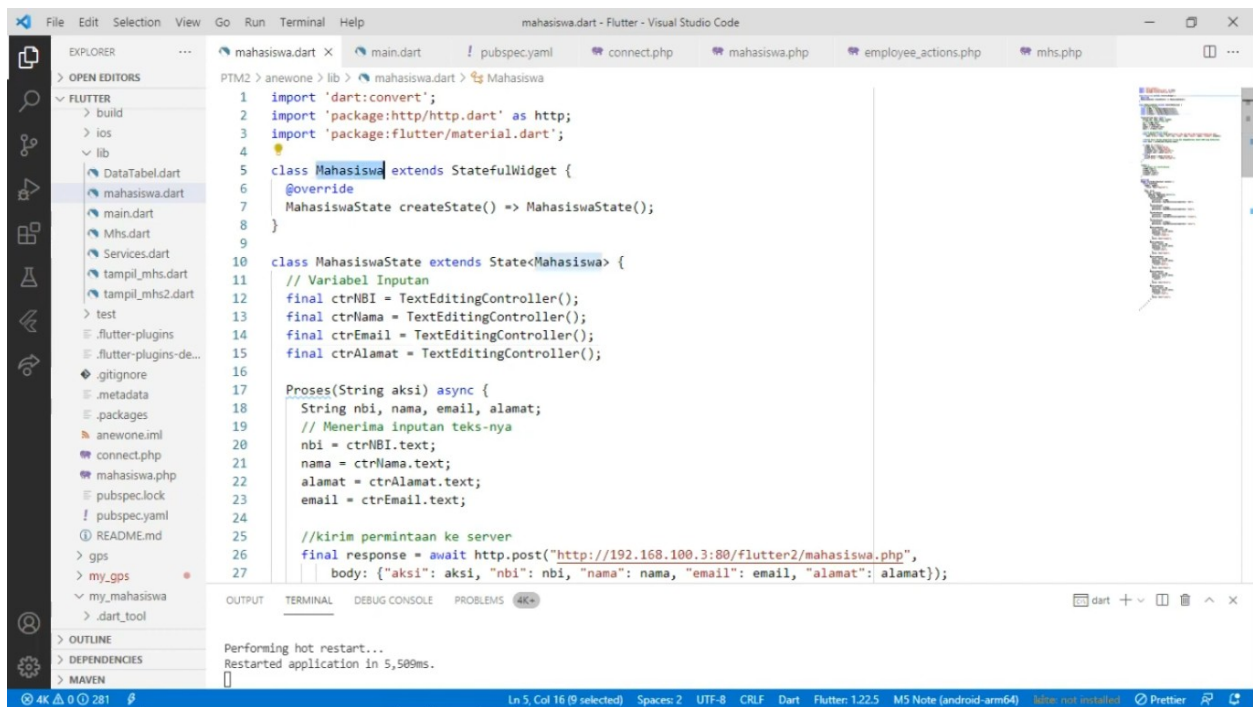 File Edit Selection View Go Run Terminal Help mahasiswa.dart - Flutter - Visual Studio Code
EXPLORER ...
OPEN EDITORS
FLUTTER
build
ios
lib
DataTabel.dart
mahasiswa.dart
main.dart
Mhs.dart
Services.dart
tampil_mhs.dart
tampil_mhs2.dart
test
.flutter-plugins
.flutter-plugins-de...
.gitignore
.metadata
.packages
anewone.iml
connect.php
mahasiswa.php
pubspec.lock
pubspec.yaml
README.md
gps
my_gps
my_mahasiswa
.dart_tool
OUTLINE
DEPENDENCIES
MAVEN
mahasiswa.dart main.dart pubspec.yaml connect.php mahasiswa.php employee_actions.php mhs.php
PTM2 > anewone > lib > mahasiswa.dart > Mahasiswa
1 import 'dart:convert';
2 import 'package:http/http.dart' as http;
3 import 'package:flutter/material.dart';
4
5 class Mahasiswa extends StatefulWidget {
6 @override
7 MahasiswaState createState() => MahasiswaState();
8 }
9
10 class MahasiswaState extends State<Mahasiswa> {
11 // Variabel Inputan
12 final ctrNBI = TextEditingController();
13 final ctrNama = TextEditingController();
14 final ctrEmail = TextEditingController();
15 final ctrAlamat = TextEditingController();
16
17 Proses(String aksi) async {
18 String nbi, nama, email, alamat;
19 // Menerima inputan teks-nya
20 nbi = ctrNBI.text;
21 nama = ctrNama.text;
22 alamat = ctrAlamat.text;
23 email = ctrEmail.text;
24
25 //kirim permintaan ke server
26 final response = await http.post("http://192.168.100.3:80/flutter2/mahasiswa.php",
27 body: {"aksi": aksi, "nbi": nbi, "nama": nama, "email": email, "alamat": alamat});
OUTPUT TERMINAL DEBUG CONSOLE PROBLEMS 4K+ dart
Performing hot restart...
Restarted application in 5,509ms.
4K 0 281 Ln 5, Col 16 (9 selected) Spaces: 2 UTF-8 CRLF Dart Flutter: 1.22.5 M5 Note (android-arm64) not installed Prettier